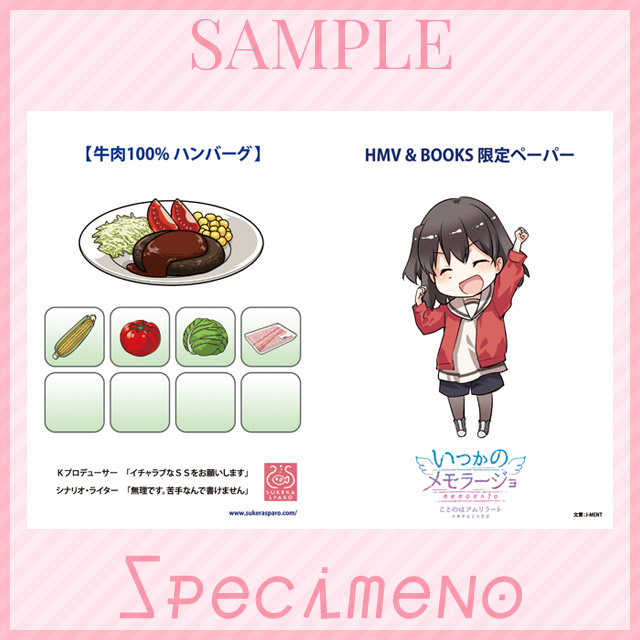 SAMPLE
【牛肉100% ハンバーグ】
HMV & BOOKS 限定ペーパー
Kプロデューサー 「イチャラブなSSをお願いします」
シナリオ・ライター 「無理です。苦手なんで書けません」
SUKERA
SPARO
www.sukerasparo.com/
いつかの
メモラージョ
MEMORAĴO
ことのはアムリラート
文責:J-MENT
Specimeno